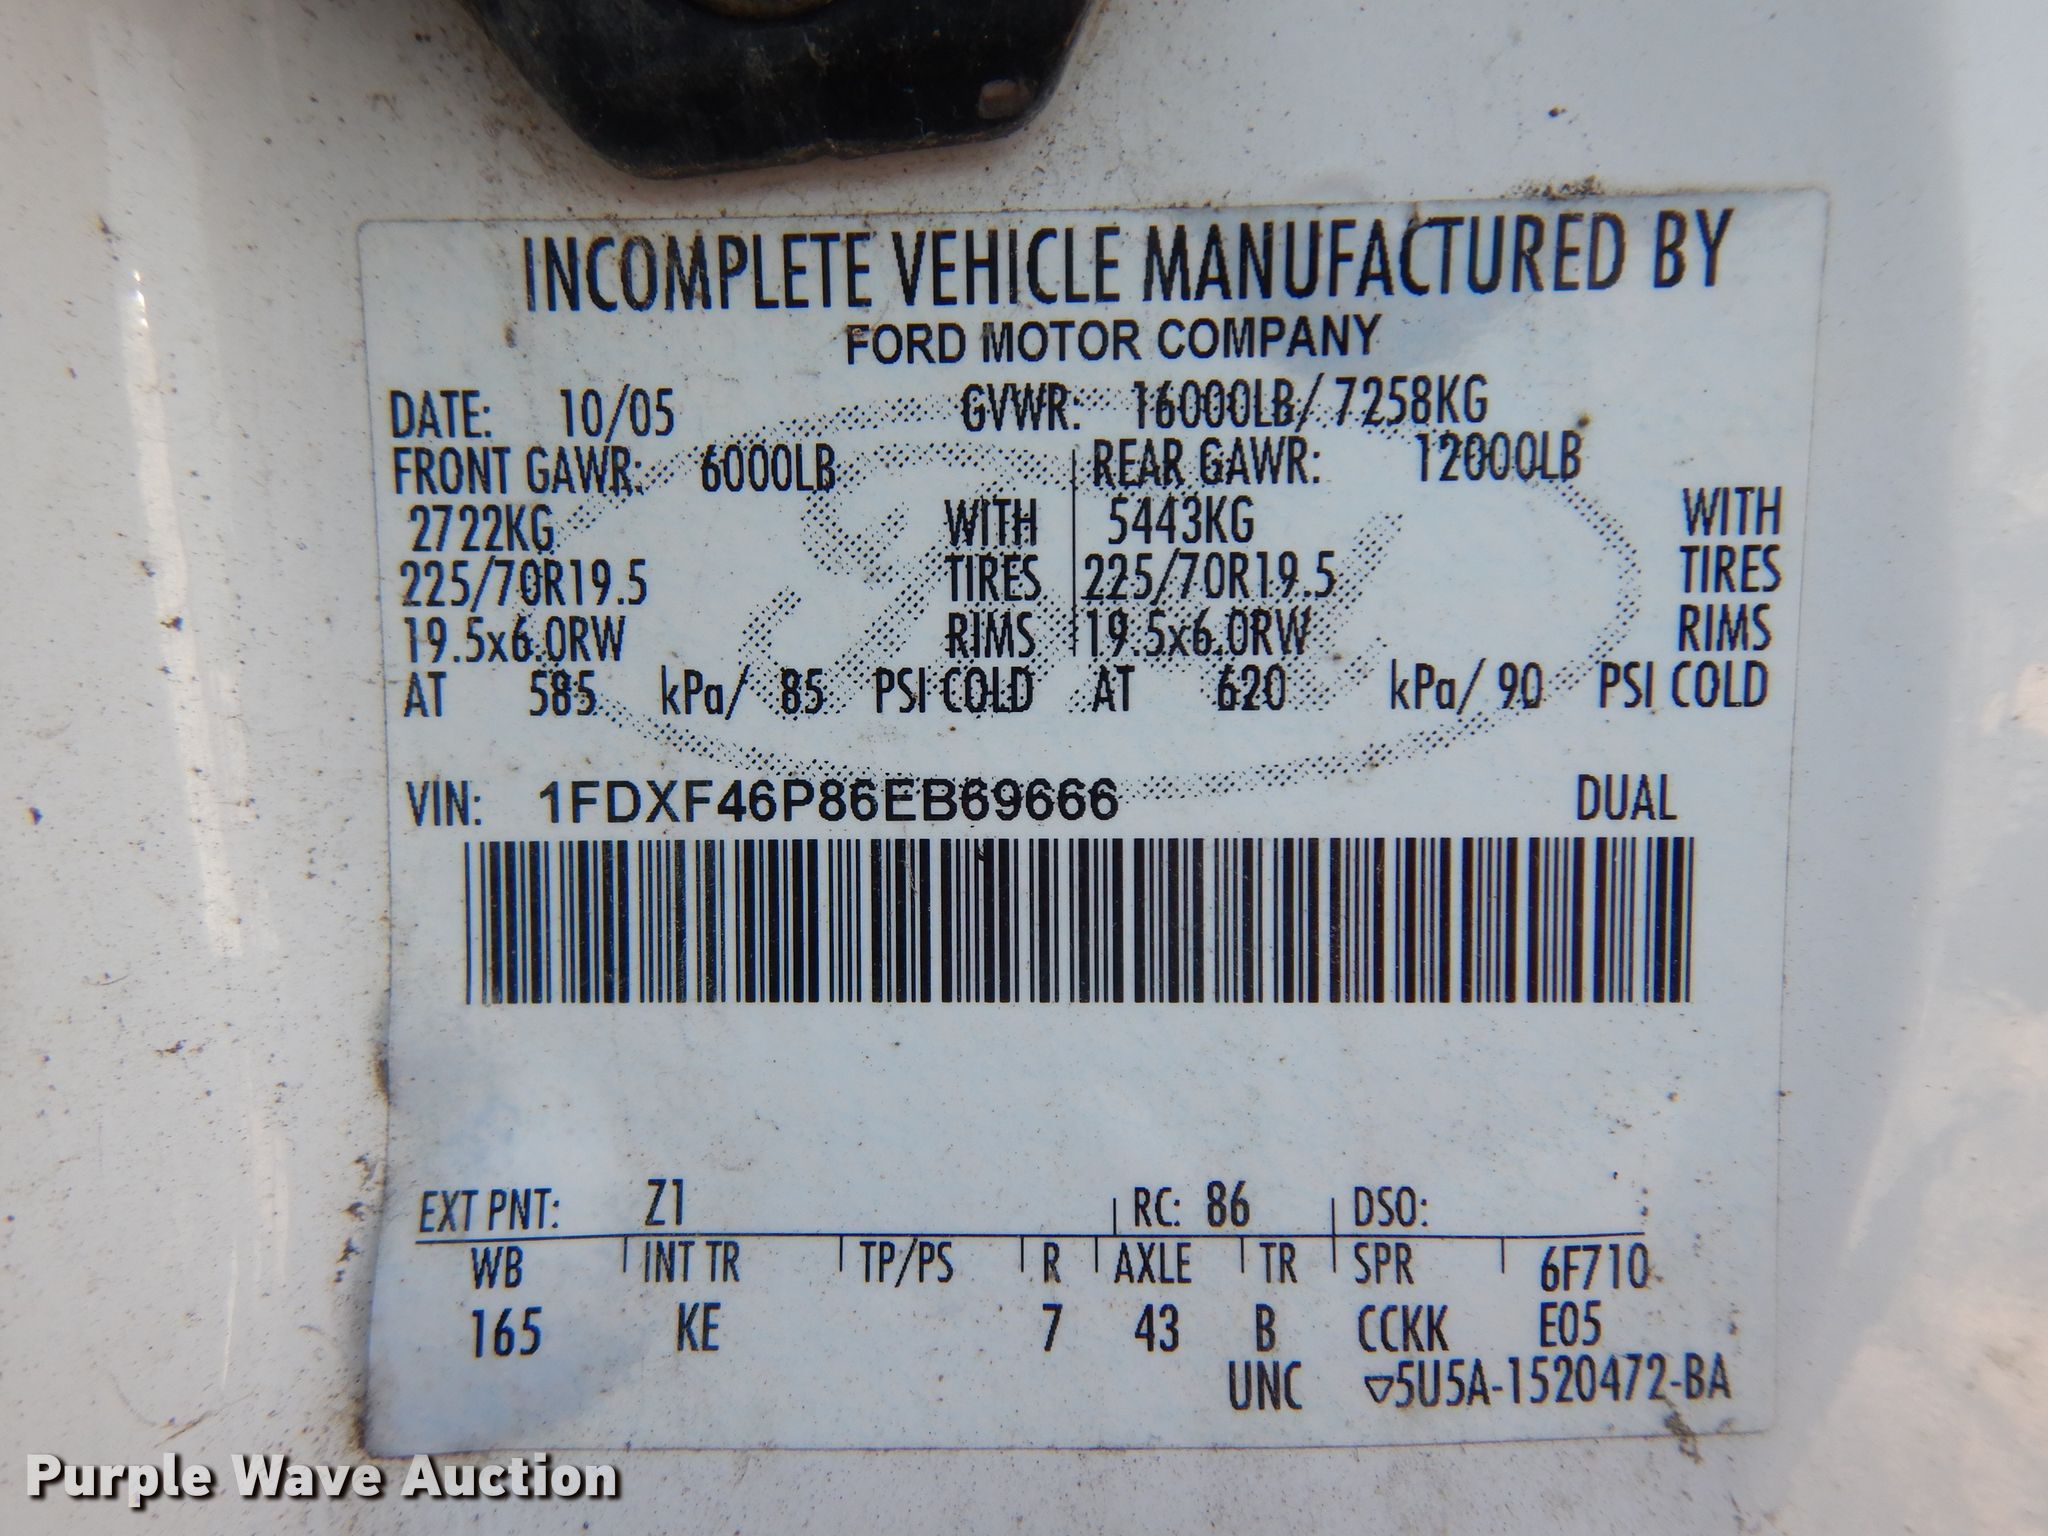 INCOMPLETE VEHICLE MANUFACTURED BY
FORD MOTOR COMPANY
DATE: 10/05 GVWR: 16000LB/ 7258KG
FRONT GAWR: 6000LB REAR GAWR: 12000LB
2722KG WITH 5443KG WITH
225/70R19.5 TIRES 225/70R19.5 TIRES
19.5x6.0RW RIMS 19.5x6.0RW RIMS
AT 585 kPa/ 85 PSI COLD AT 620 kPa/ 90 PSI COLD
VIN: 1FDXF46P86EB69666 DUAL
EXT PNT: Z1 RC: 86 DSO:
WB INT TR TP/PS R AXLE TR SPR 6F710
165 KE 7 43 B CCKK E05
UNC ▽5U5A-1520472-BA
Purple Wave Auction